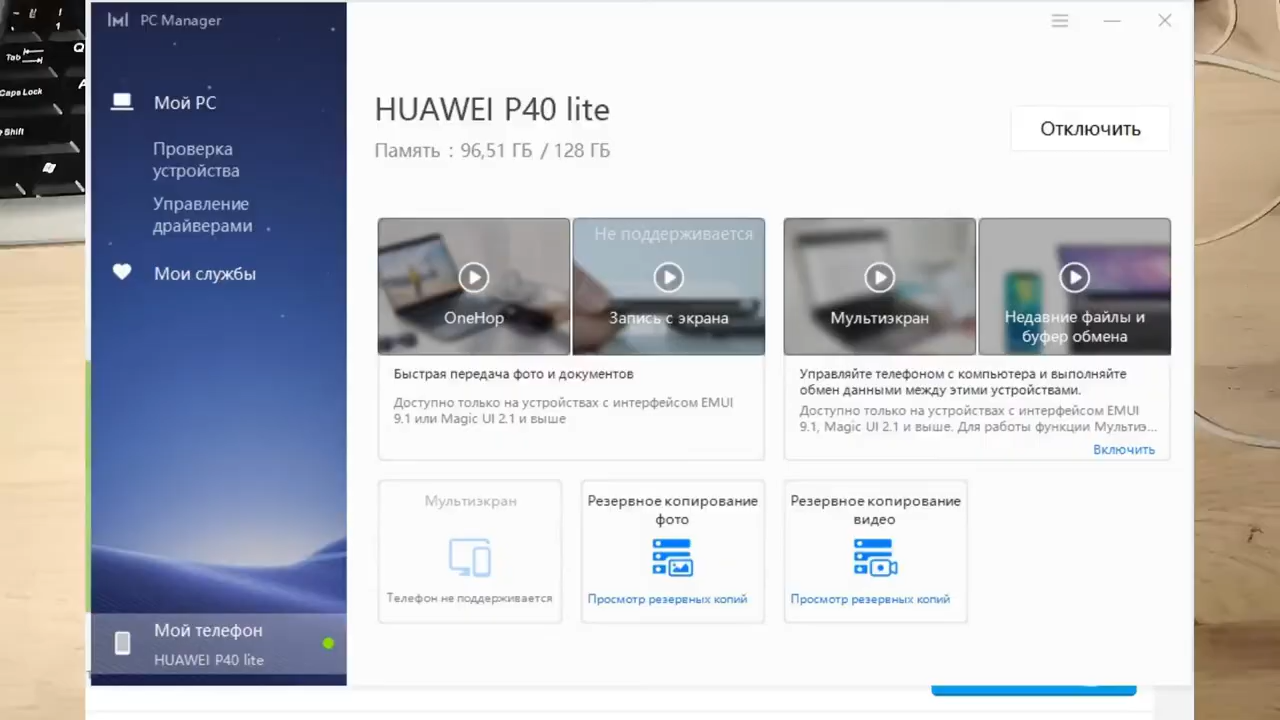 Tab
Q
Caps Lock
A
Shift
PC Manager
Мой PC
Проверка
устройства
Управление
драйверами
Мои службы
Мой телефон
HUAWEI P40 lite
HUAWEI P40 lite
Память : 96,51 ГБ / 128 ГБ
Отключить
OneHop
Не поддерживается
Запись с экрана
Быстрая передача фото и документов
Доступно только на устройствах с интерфейсом EMUI
9.1 или Magic UI 2.1 и выше
Мультиэкран
Недавние файлы и
буфер обмена
Управляйте телефоном с компьютера и выполняйте
обмен данными между этими устройствами.
Доступно только на устройствах с интерфейсом EMUI
9.1, Magic UI 2.1 и выше. Для работы функции Мультиэ...
Включить
Мультиэкран
Телефон не поддерживается
Резервное копирование
фото
Просмотр резервных копий
Резервное копирование
видео
Просмотр резервных копий